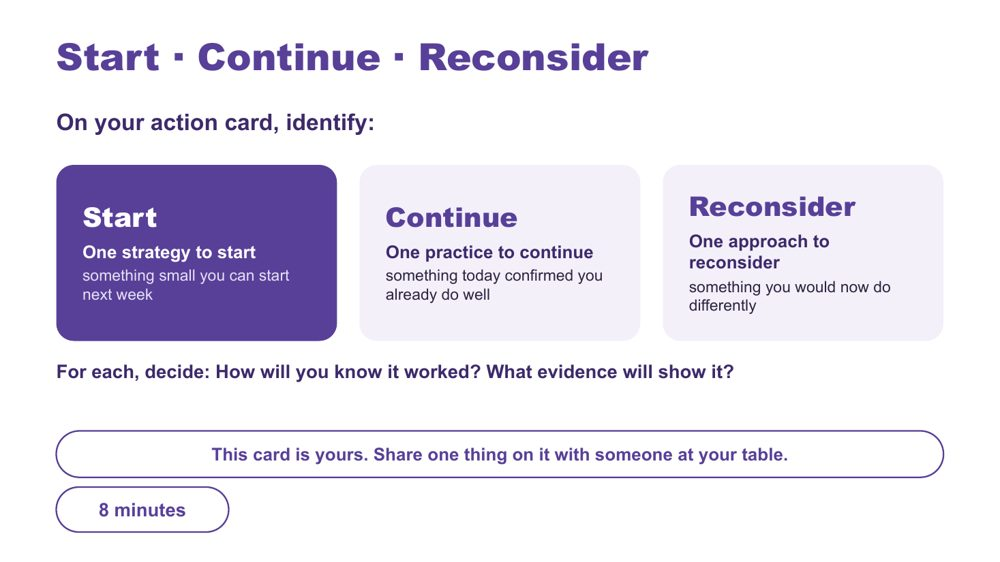 Start · Continue · Reconsider
On your action card, identify:
Start
One strategy to start
something small you can start
next week
Continue
One practice to continue
something today confirmed you
already do well
Reconsider
One approach to
reconsider
something you would now do
differently
For each, decide: How will you know it worked? What evidence will show it?
This card is yours. Share one thing on it with someone at your table.
8 minutes